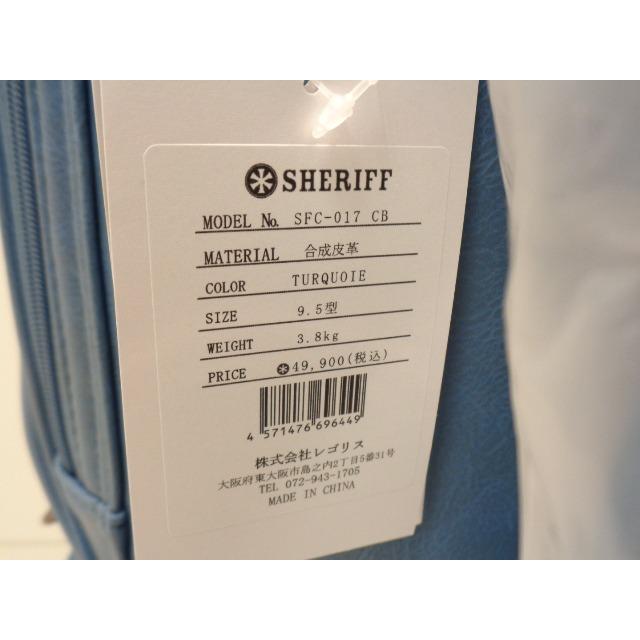 SHERIFF
MODEL No. SFC-017 CB
MATERIAL 合成皮革
COLOR TURQUOIE
SIZE 9.5型
WEIGHT 3.8kg
PRICE 49,900(税込)
4 571476 696449
株式会社レゴリス
大阪府東大阪市島之内2丁目5番31号
TEL 072-943-1705
MADE IN CHINA